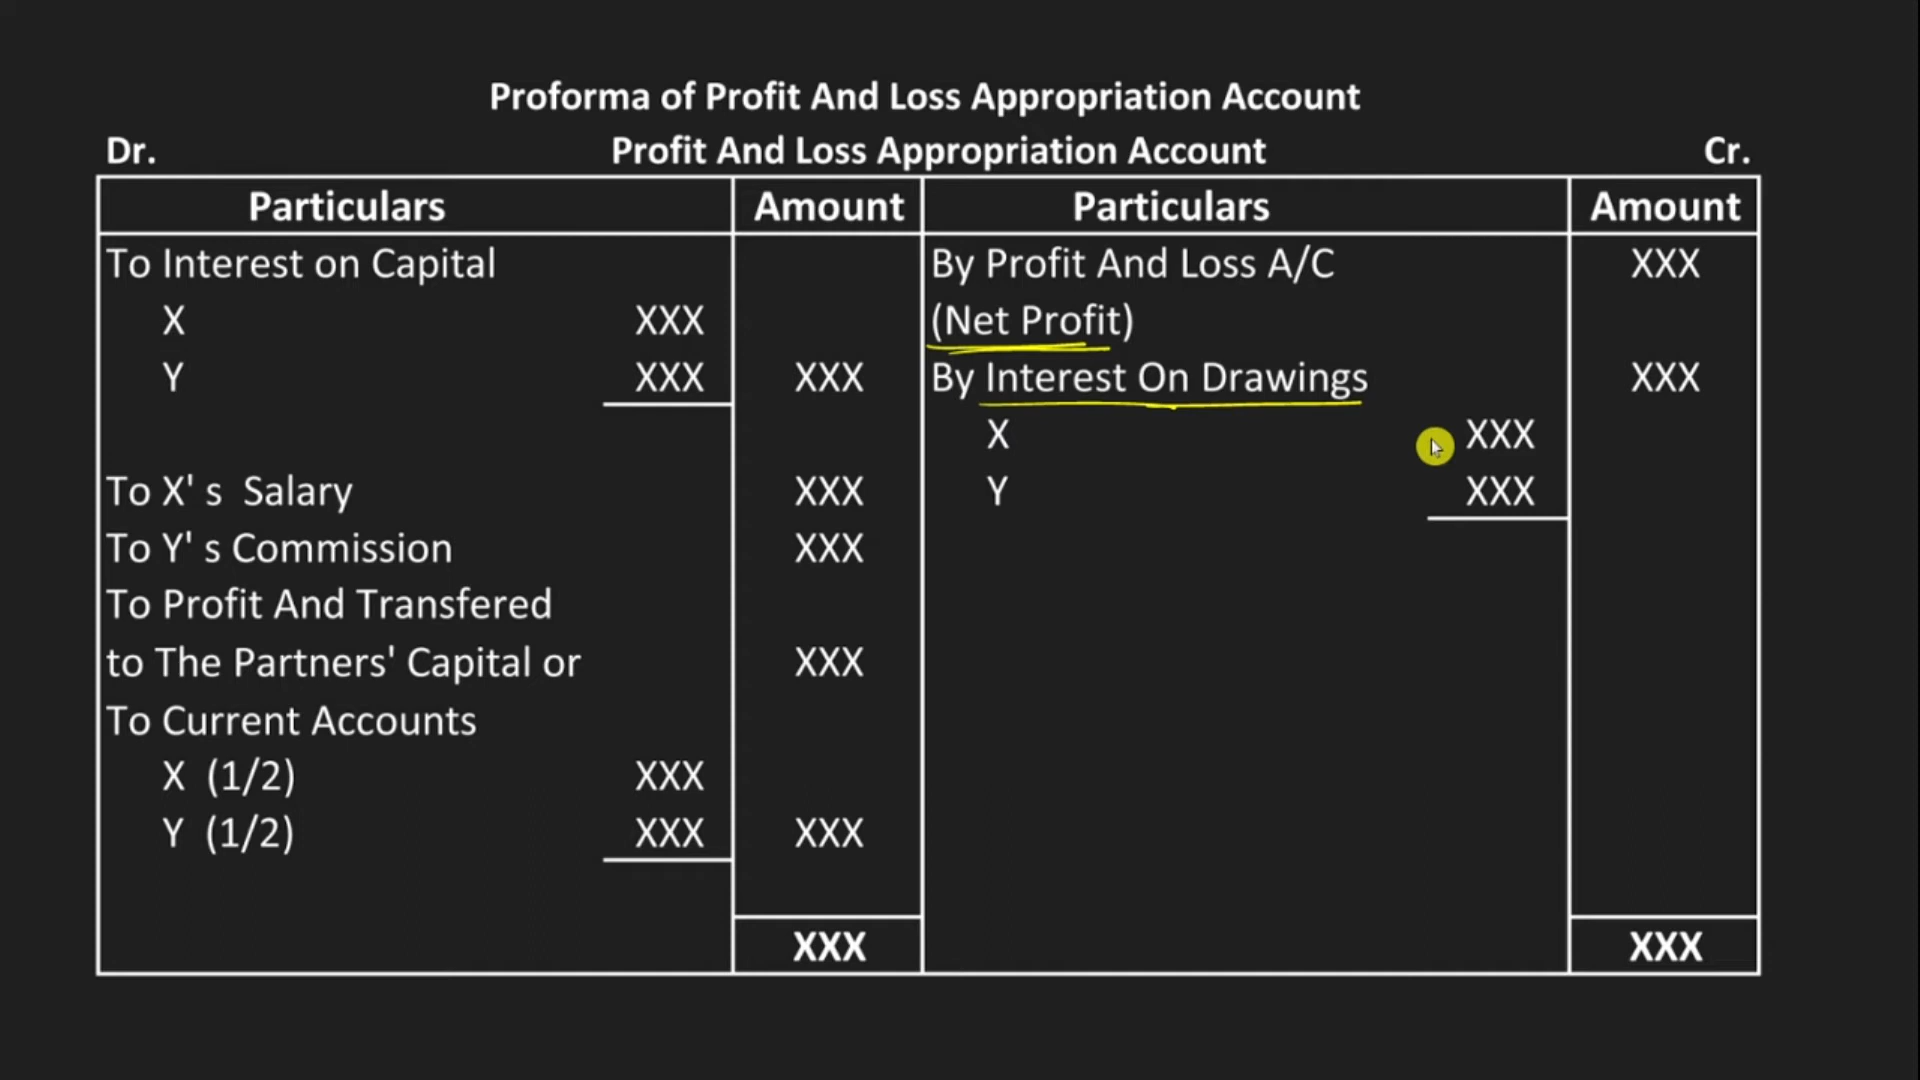 Proforma of Profit And Loss Appropriation Account
Dr. Profit And Loss Appropriation Account Cr.
Particulars Amount Particulars Amount
To Interest on Capital By Profit And Loss A/C XXX
X XXX (Net Profit)
Y XXX XXX By Interest On Drawings XXX
X XXX
To X' s Salary XXX Y XXX
To Y' s Commission XXX
To Profit And Transfered
to The Partners' Capital or XXX
To Current Accounts
X (1/2) XXX
Y (1/2) XXX XXX
XXX XXX